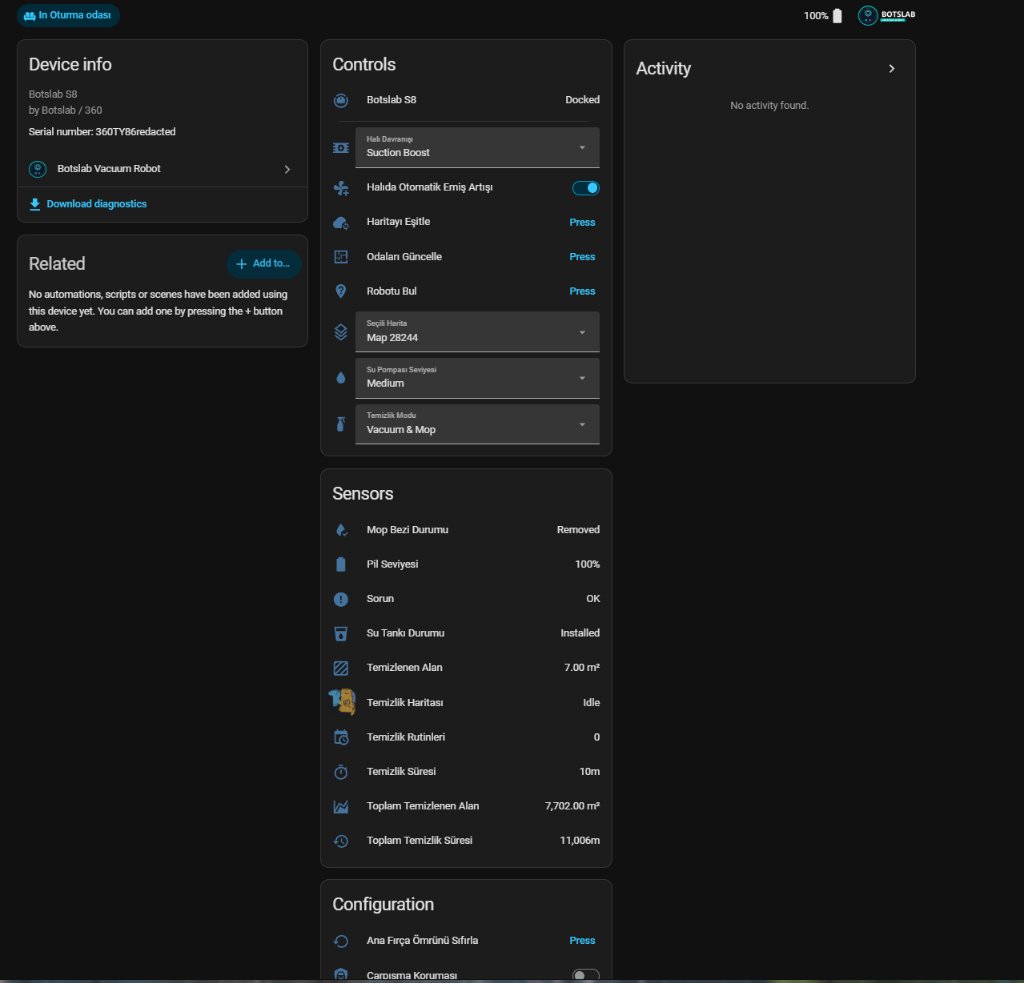 In Oturma odası
100%
BOTSLAB
Device info
Botslab S8
by Botslab / 360
Serial number: 360TY86redacted
Botslab Vacuum Robot
Download diagnostics
Related
Add to...
No automations, scripts or scenes have been added using
this device yet. You can add one by pressing the + button
above.
Controls
Botslab S8 Docked
Halı Davranışı
Suction Boost
Halıda Otomatik Emiş Artışı
Haritayı Eşitle Press
Odaları Güncelle Press
Robotu Bul Press
Seçili Harita
Map 28244
Su Pompası Seviyesi
Medium
Temizlik Modu
Vacuum & Mop
Sensors
Mop Bezi Durumu Removed
Pil Seviyesi 100%
Sorun OK
Su Tankı Durumu Installed
Temizlenen Alan 7.00 m²
Temizlik Haritası Idle
Temizlik Rutinleri 0
Temizlik Süresi 10m
Toplam Temizlenen Alan 7,702.00 m²
Toplam Temizlik Süresi 11,006m
Configuration
Ana Fırça Ömrünü Sıfırla Press
Çarpışma Koruması
Activity
No activity found.